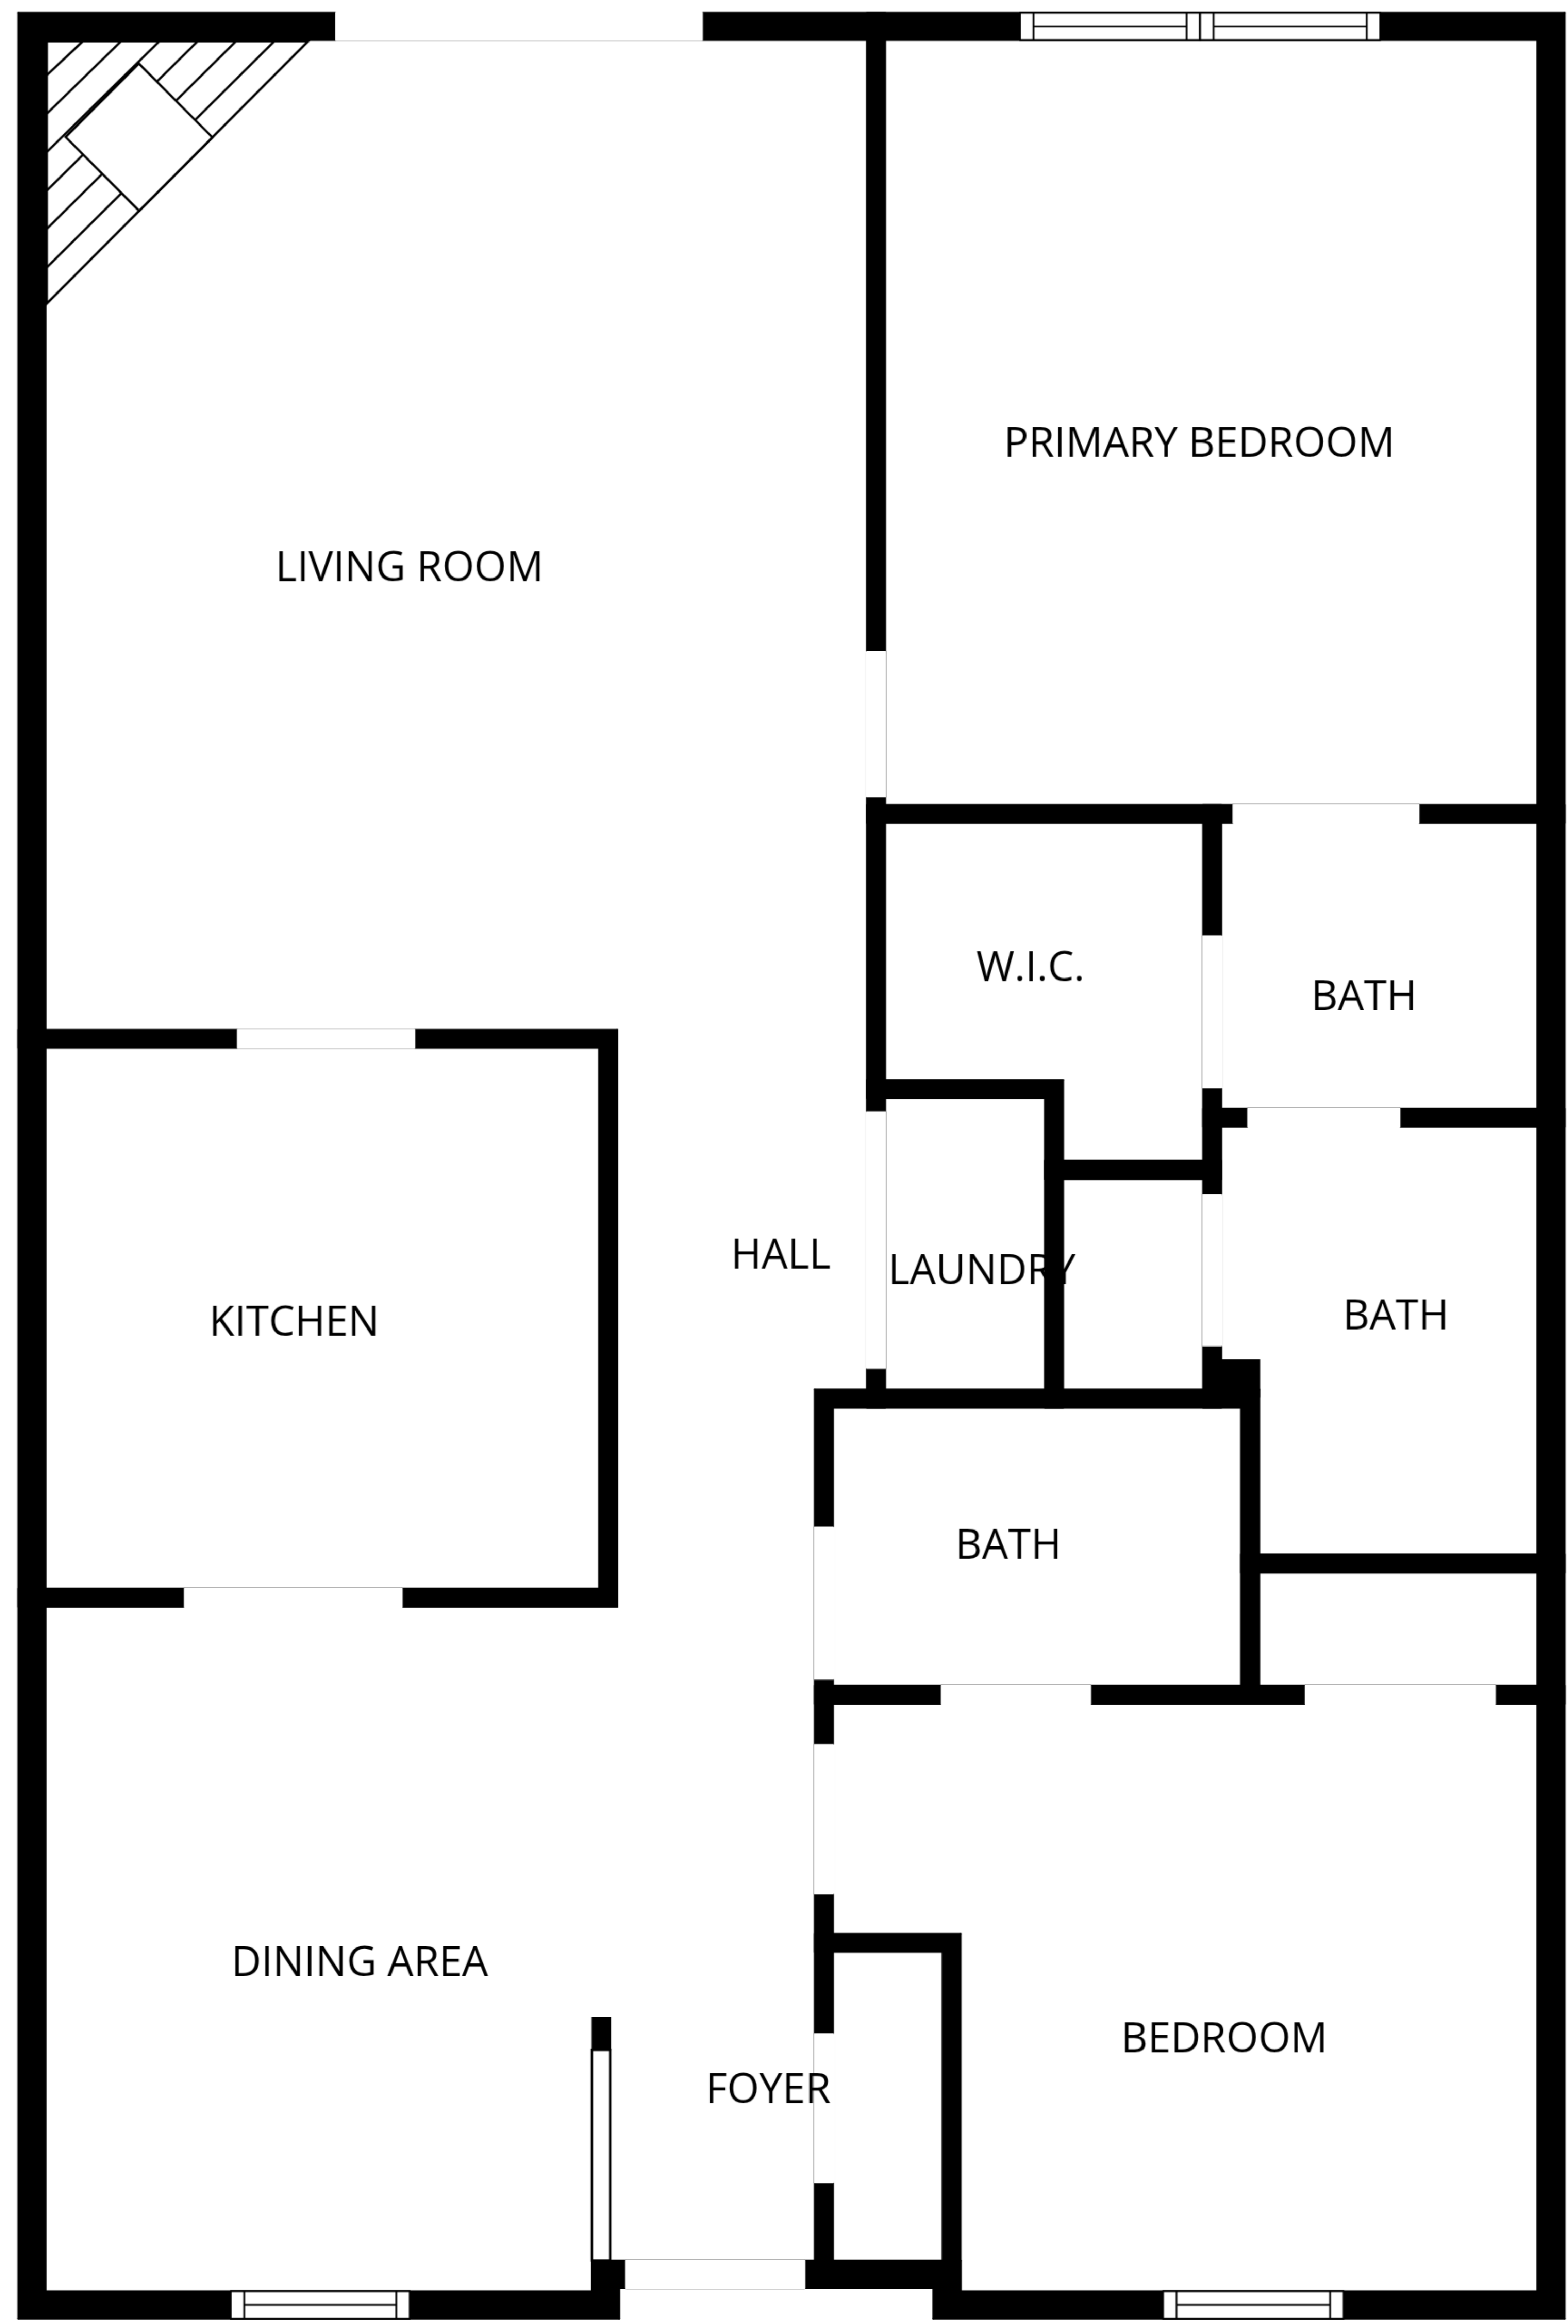 PRIMARY BEDROOM
LIVING ROOM
W.I.C.
BATH
HALL
LAUNDRY
KITCHEN
BATH
BATH
DINING AREA
BEDROOM
FOYER